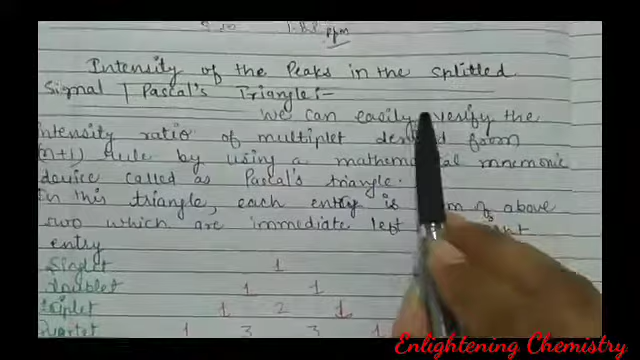 1.88 ppm
Intensity of the Peaks in the splitted
Signal | Pascal's Triangle:-
We can easily verify the
intensity ratio of multiplet from
(n+1) rule by using a mnemonic
device called as Pascal's triangle.
In this triangle, each entry is of above
two which are immediate left
entry
Singlet 1
doublet 1 1
triplet 1 2 1
Quartet 1 3 3 1
Enlightening Chemistry